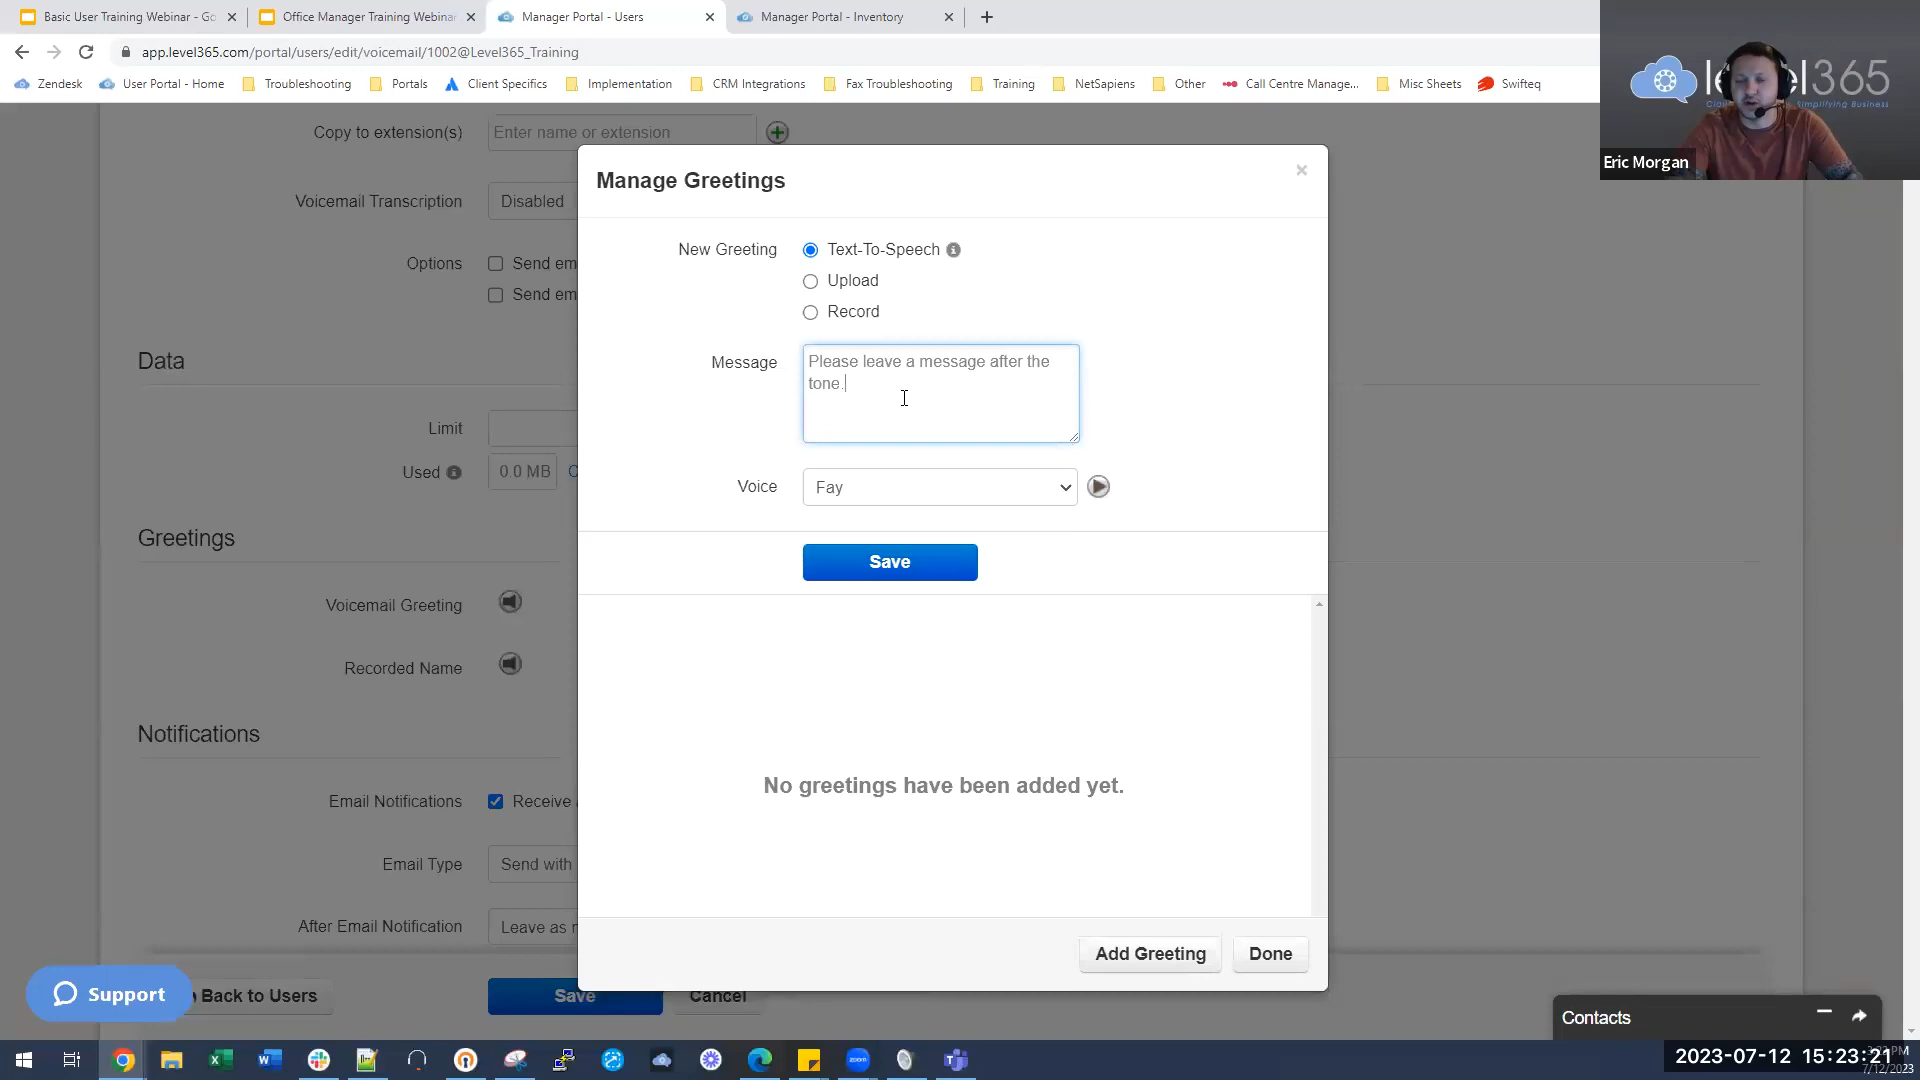 Basic User Training Webinar - Go
Office Manager Training Webinar
Manager Portal - Users
Manager Portal - Inventory
app.level365.com/portal/users/edit/voicemail/1002@Level365_Training
Zendesk
User Portal - Home
Troubleshooting
Portals
Client Specifics
Implementation
CRM Integrations
Fax Troubleshooting
Training
NetSapiens
Other
Call Centre Manage...
Misc Sheets
Swifteq
Simplifying Business
Eric Morgan
Copy to extension(s)
Enter name or extension
Voicemail Transcription
Disabled
Options
Send em
Send em
Data
Limit
Used
0.0 MB
Greetings
Voicemail Greeting
Recorded Name
Notifications
Email Notifications
Receive
Email Type
Send with
After Email Notification
Leave as n
Support
Back to Users
Save
Cancel
Manage Greetings
New Greeting
Text-To-Speech
Upload
Record
Message
Please leave a message after the
tone.
Voice
Fay
Save
No greetings have been added yet.
Add Greeting
Done
Contacts
2023-07-12 15:23:21
7/12/2023